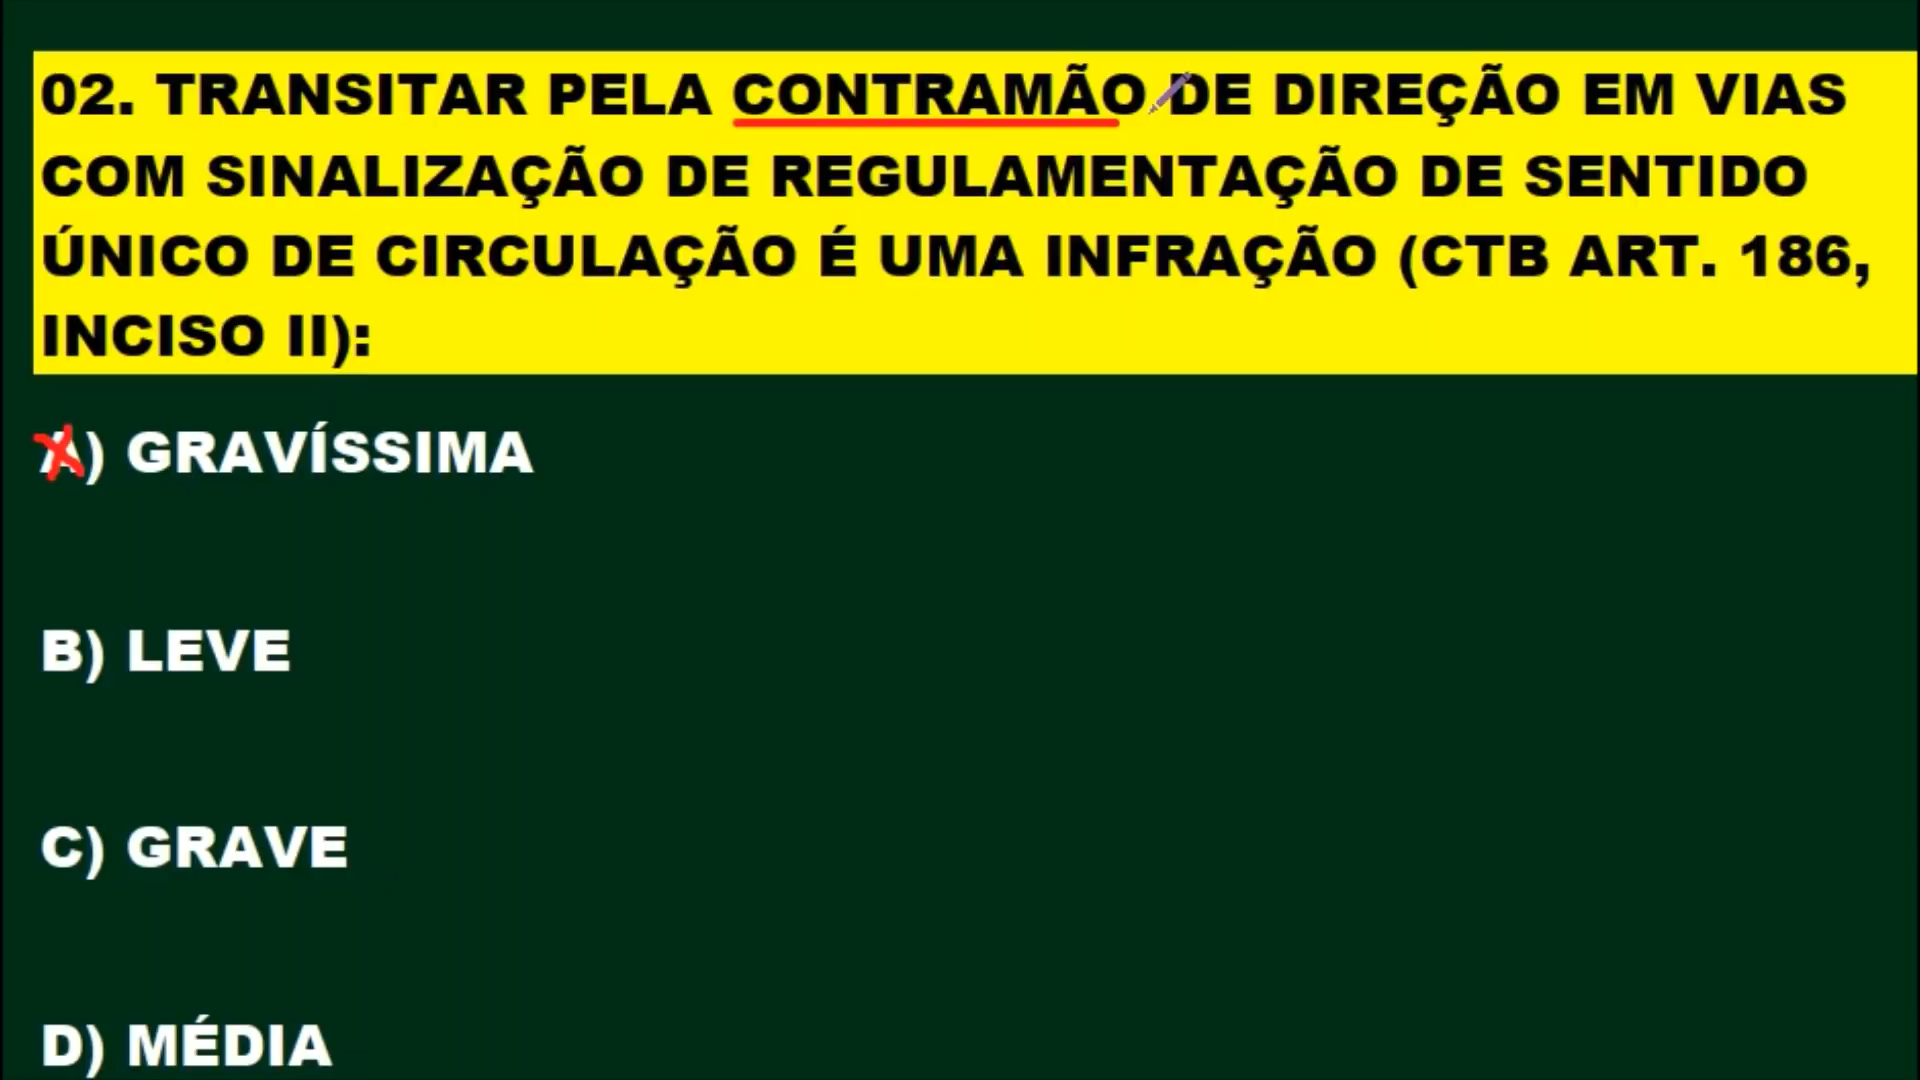 02. TRANSITAR PELA CONTRAMÃO DE DIREÇÃO EM VIAS
COM SINALIZAÇÃO DE REGULAMENTAÇÃO DE SENTIDO
ÚNICO DE CIRCULAÇÃO É UMA INFRAÇÃO (CTB ART. 186,
INCISO II):
A) GRAVÍSSIMA
B) LEVE
C) GRAVE
D) MÉDIA